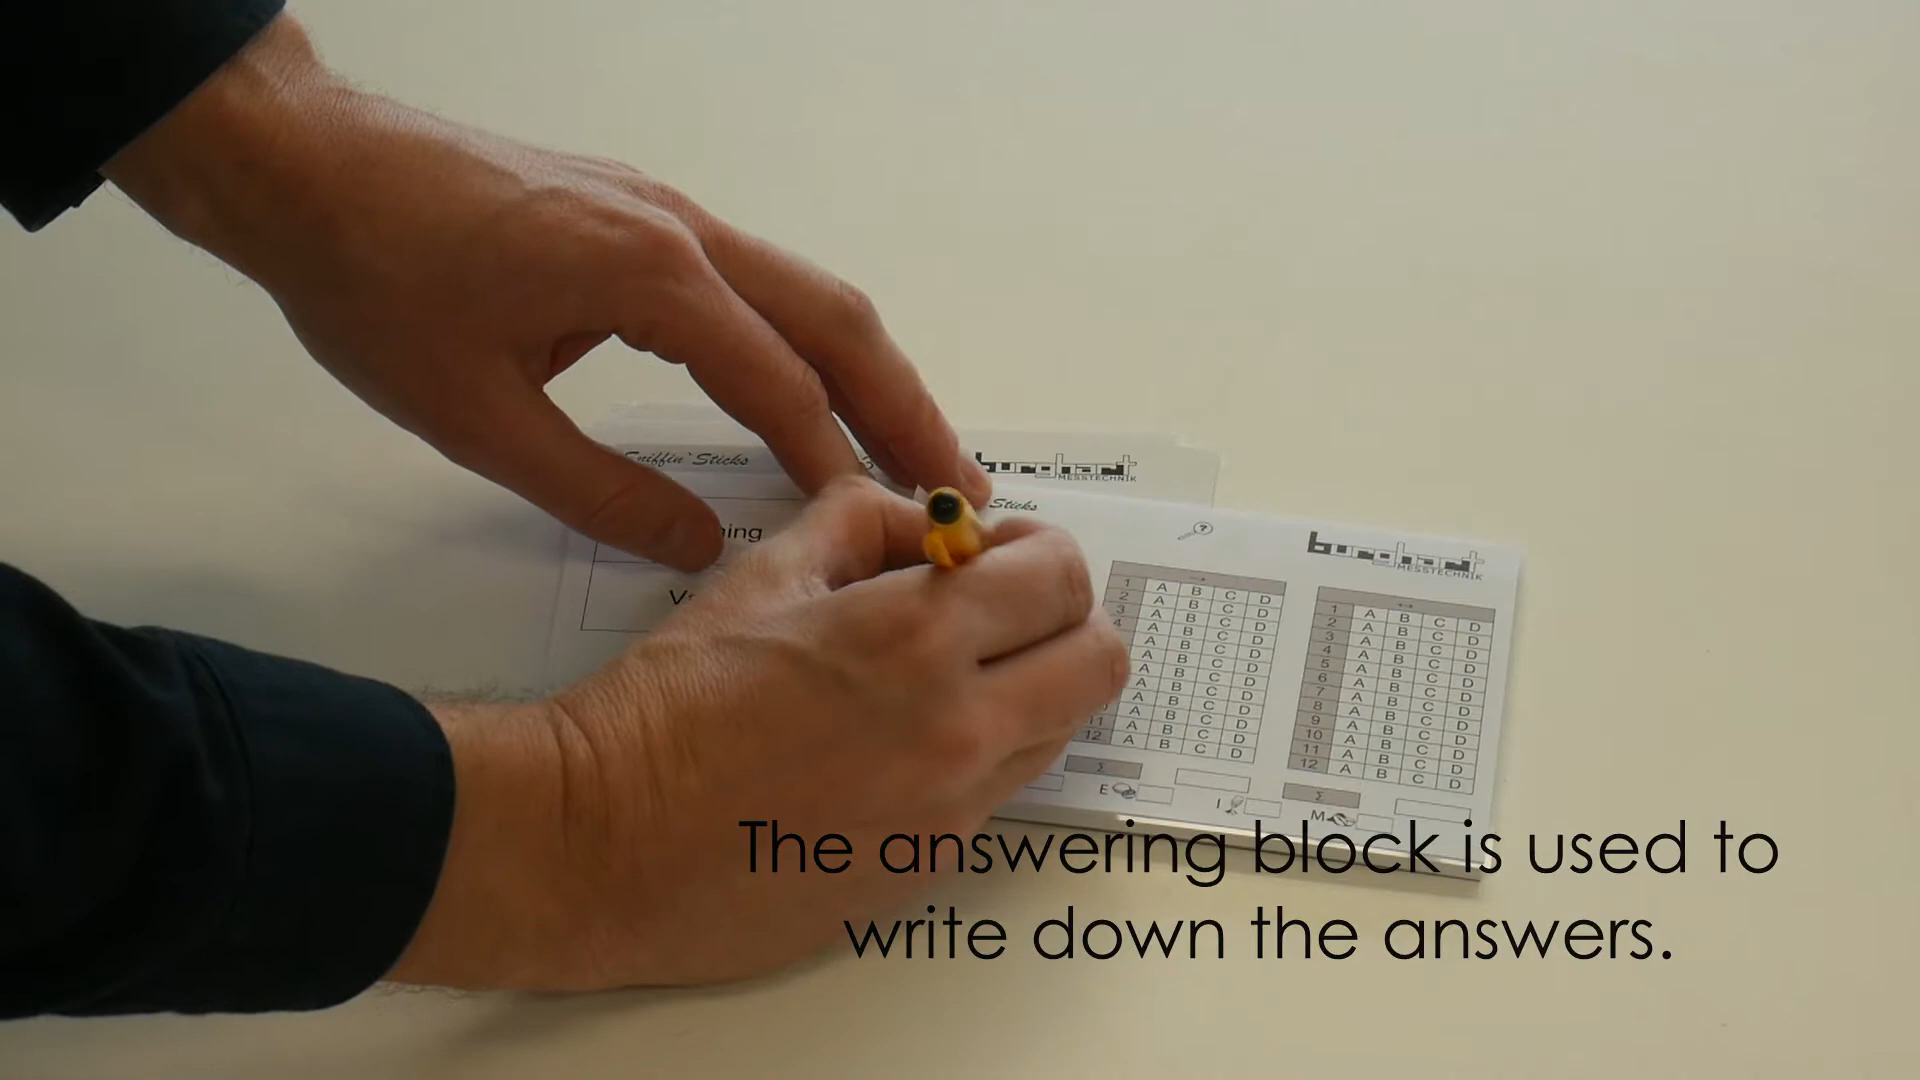 Sniffin' Sticks
burghart
MESSTECHNIK
Sticks
?
burghart
MESSTECHNIK
1 A B C D
2 A B C D
3 A B C D
4 A B C D
A B C D
A B C D
A B C D
A B C D
A B C D
A B C D
11 A B C D
12 A B C D
Σ
E
I
1 A B C D
2 A B C D
3 A B C D
4 A B C D
5 A B C D
6 A B C D
7 A B C D
8 A B C D
9 A B C D
10 A B C D
11 A B C D
12 A B C D
Σ
M
The answering block is used to
write down the answers.